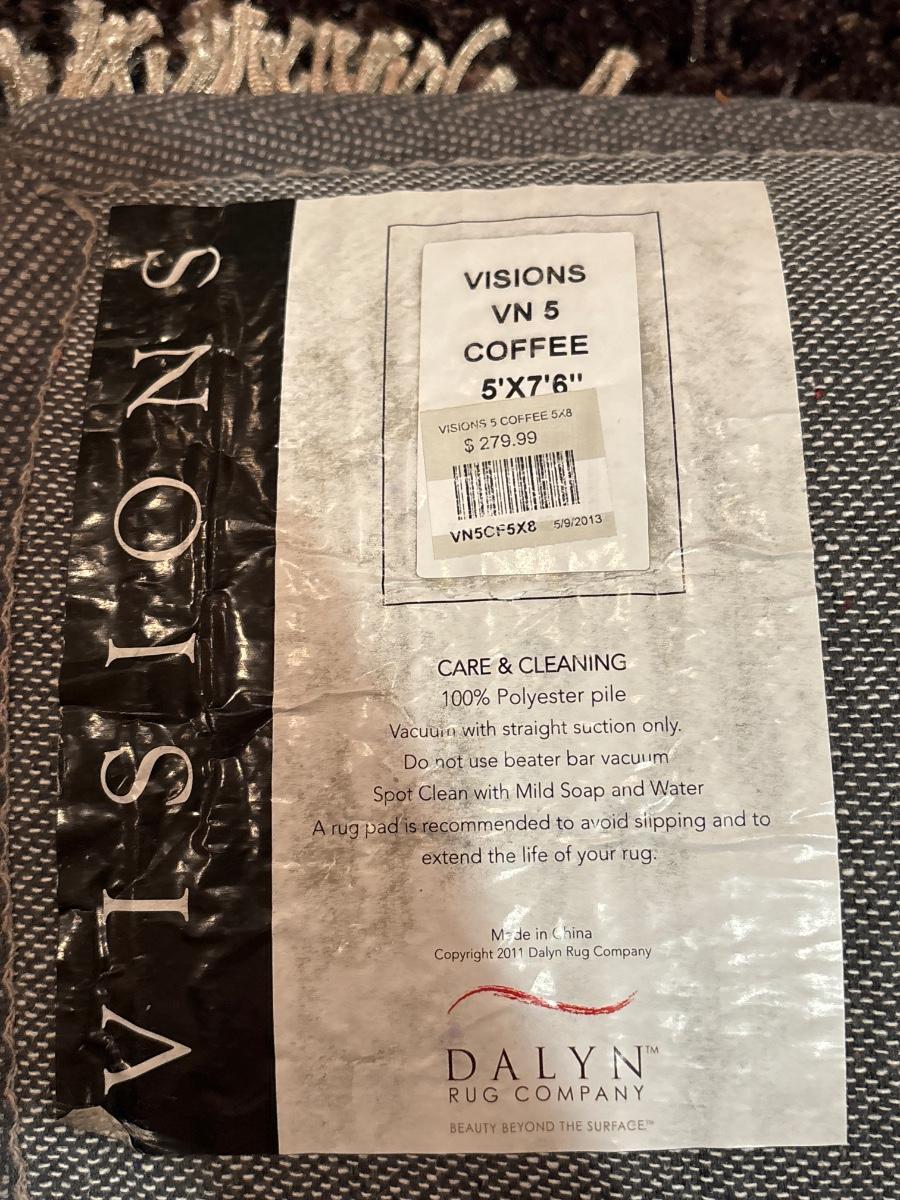 VISIONS
VISIONS
VN 5
COFFEE
5'X7'6"
VISIONS 5 COFFEE 5X8
$ 279.99
VN5CF5X8 5/9/2013
CARE & CLEANING
100% Polyester pile
Vacuum with straight suction only.
Do not use beater bar vacuum
Spot Clean with Mild Soap and Water
A rug pad is recommended to avoid slipping and to
extend the life of your rug.
Made in China
Copyright 2011 Dalyn Rug Company
DALYN™
RUG COMPANY
BEAUTY BEYOND THE SURFACE™